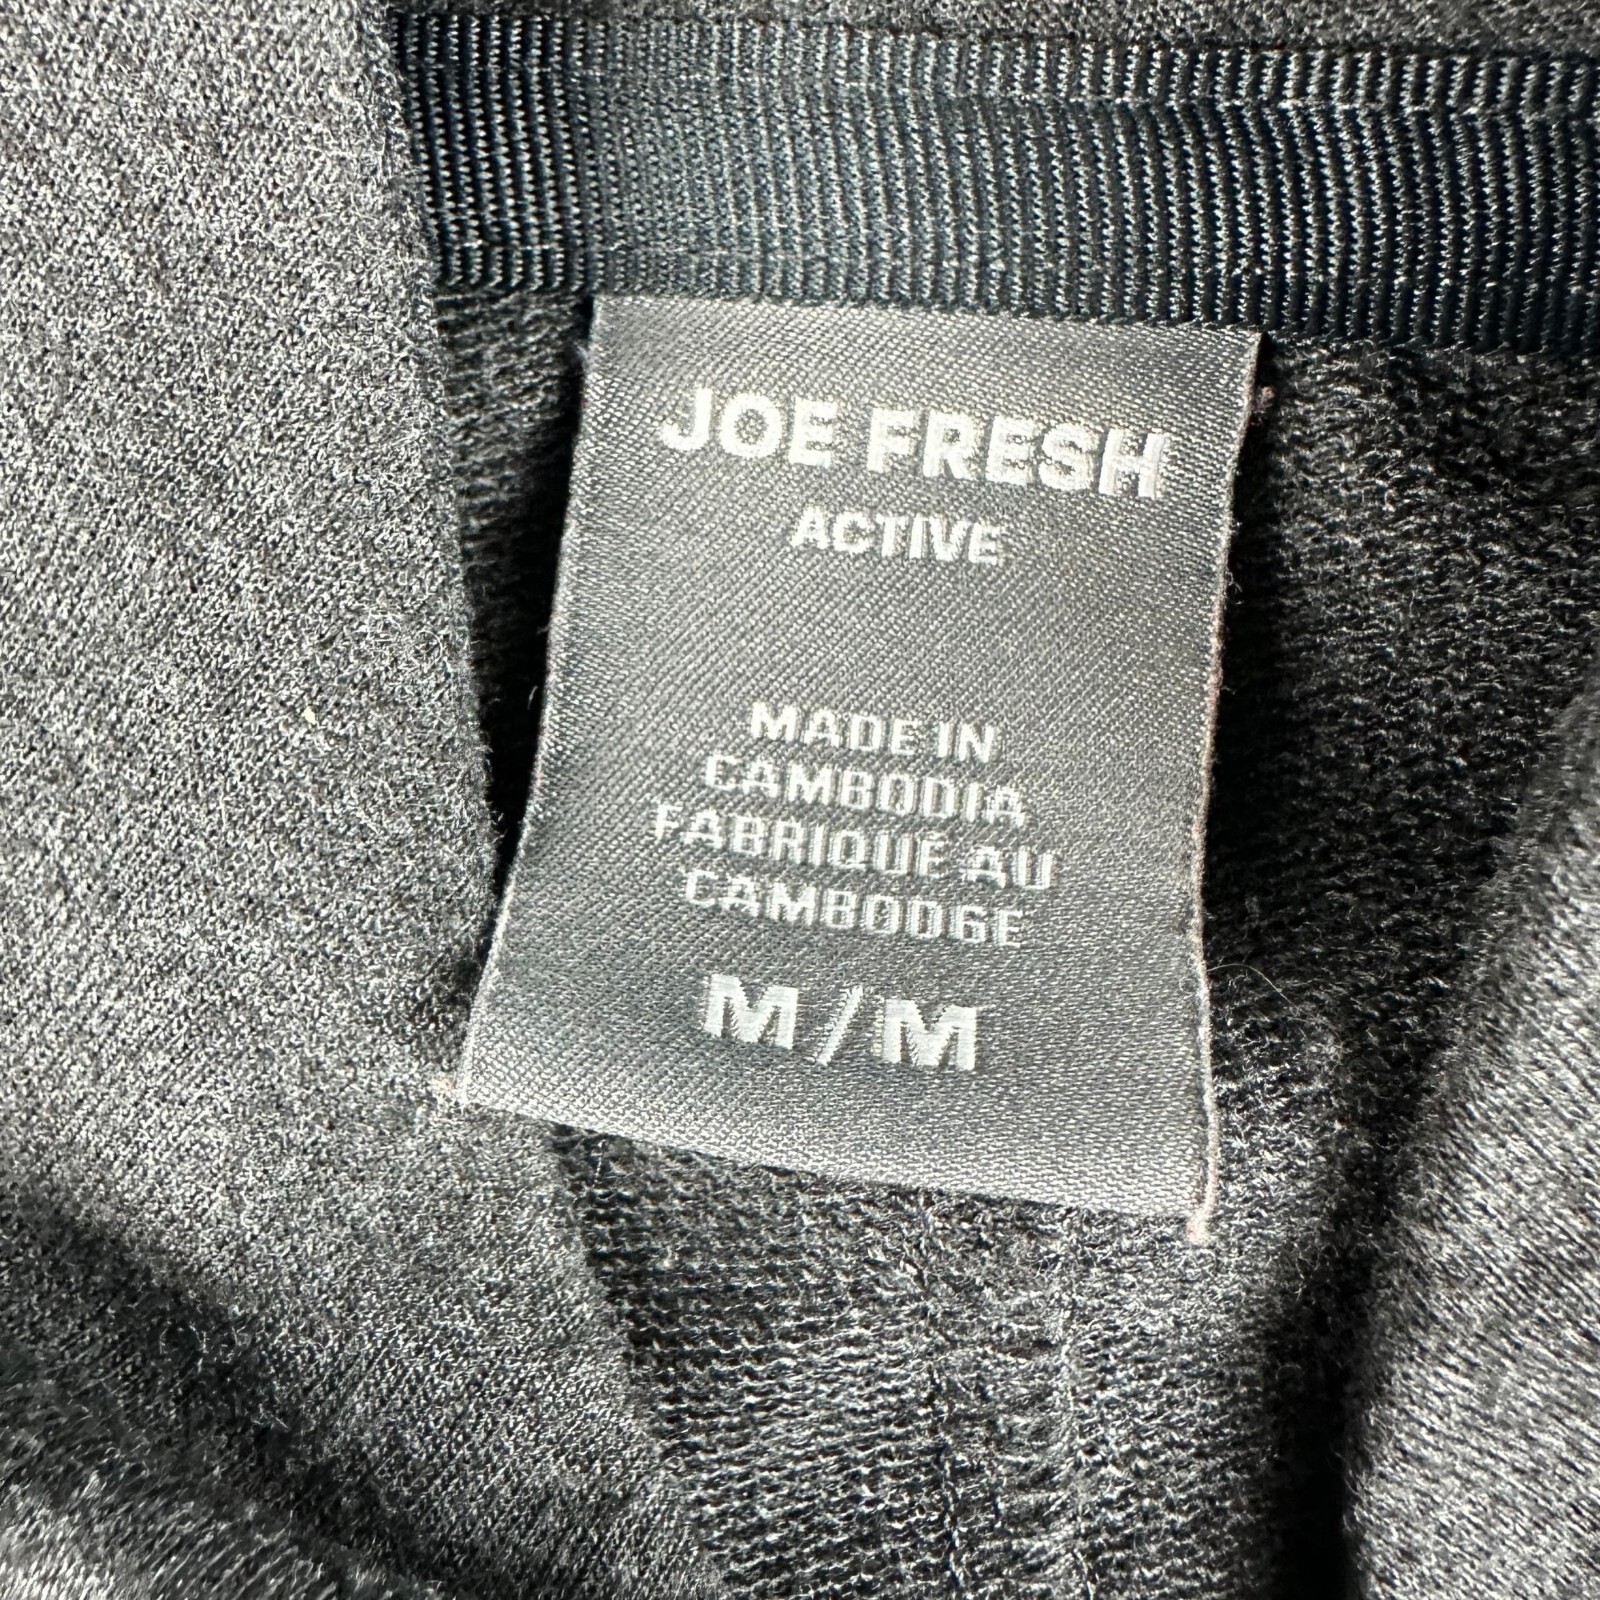 JOE FRESH
ACTIVE
MADE IN
CAMBODIA
FABRIQUÉ AU
CAMBODGE
M/M